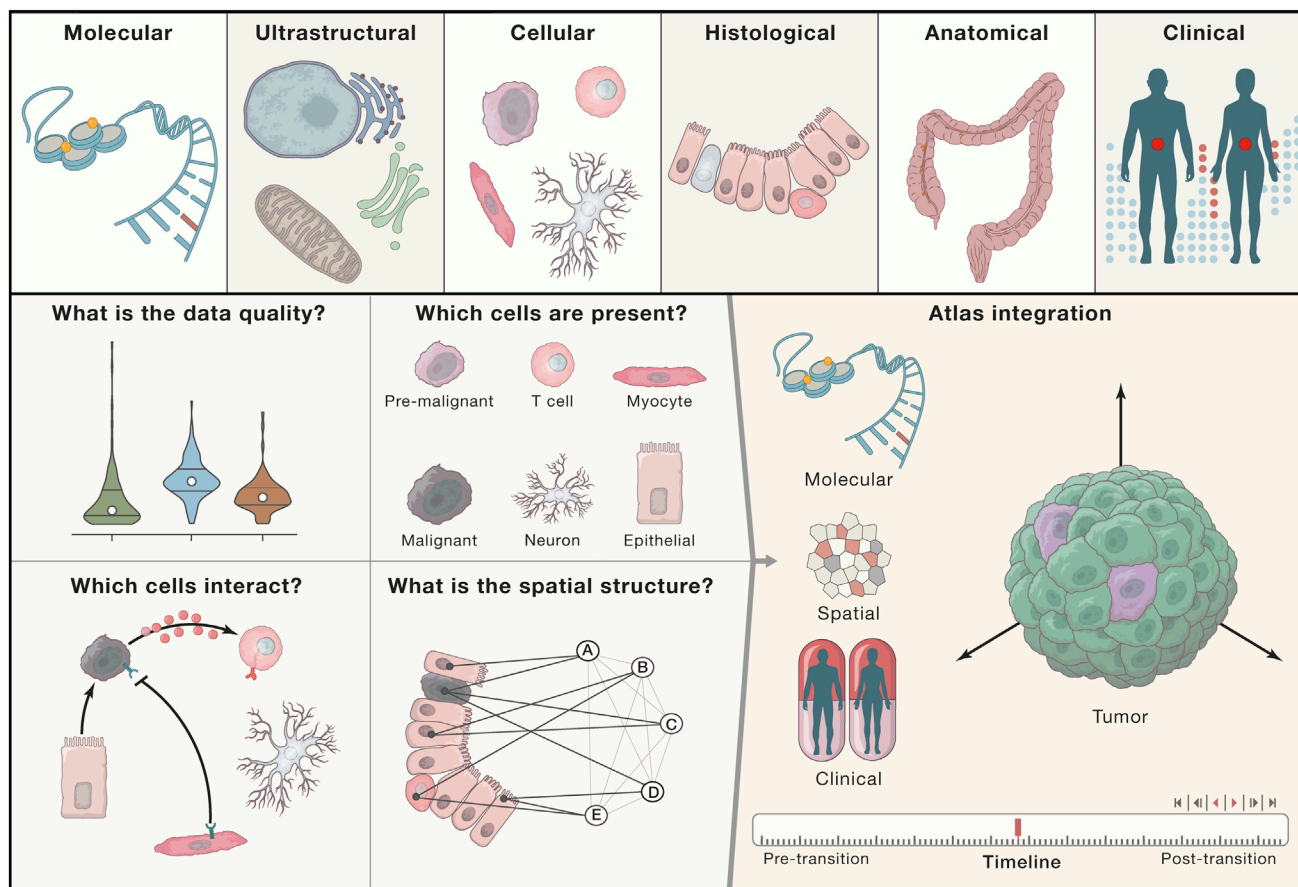 Molecular
Ultrastructural
Cellular
Histological
Anatomical
Clinical
What is the data quality?
Which cells are present?
Pre-malignant
T cell
Myocyte
Malignant
Neuron
Epithelial
Which cells interact?
What is the spatial structure?
A
B
C
D
E
Atlas integration
Molecular
Spatial
Clinical
Tumor
Pre-transition
Timeline
Post-transition